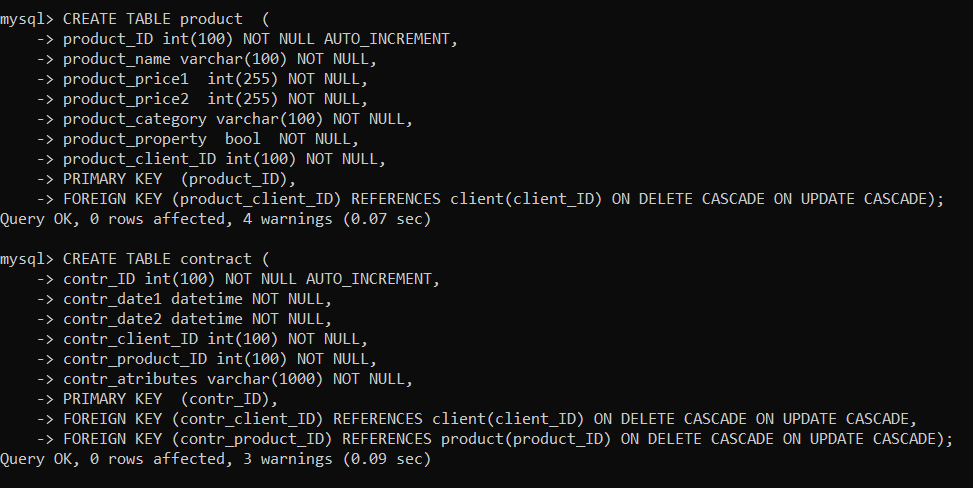 mysql> CREATE TABLE product  (
    -> product_ID int(100) NOT NULL AUTO_INCREMENT,
    -> product_name varchar(100) NOT NULL,
    -> product_price1  int(255) NOT NULL,
    -> product_price2  int(255) NOT NULL,
    -> product_category varchar(100) NOT NULL,
    -> product_property  bool  NOT NULL,
    -> product_client_ID int(100) NOT NULL,
    -> PRIMARY KEY  (product_ID),
    -> FOREIGN KEY (product_client_ID) REFERENCES client(client_ID) ON DELETE CASCADE ON UPDATE CASCADE);
Query OK, 0 rows affected, 4 warnings (0.07 sec)

mysql> CREATE TABLE contract (
    -> contr_ID int(100) NOT NULL AUTO_INCREMENT,
    -> contr_date1 datetime NOT NULL,
    -> contr_date2 datetime NOT NULL,
    -> contr_client_ID int(100) NOT NULL,
    -> contr_product_ID int(100) NOT NULL,
    -> contr_atributes varchar(1000) NOT NULL,
    -> PRIMARY KEY  (contr_ID),
    -> FOREIGN KEY (contr_client_ID) REFERENCES client(client_ID) ON DELETE CASCADE ON UPDATE CASCADE,
    -> FOREIGN KEY (contr_product_ID) REFERENCES product(product_ID) ON DELETE CASCADE ON UPDATE CASCADE);
Query OK, 0 rows affected, 3 warnings (0.09 sec)